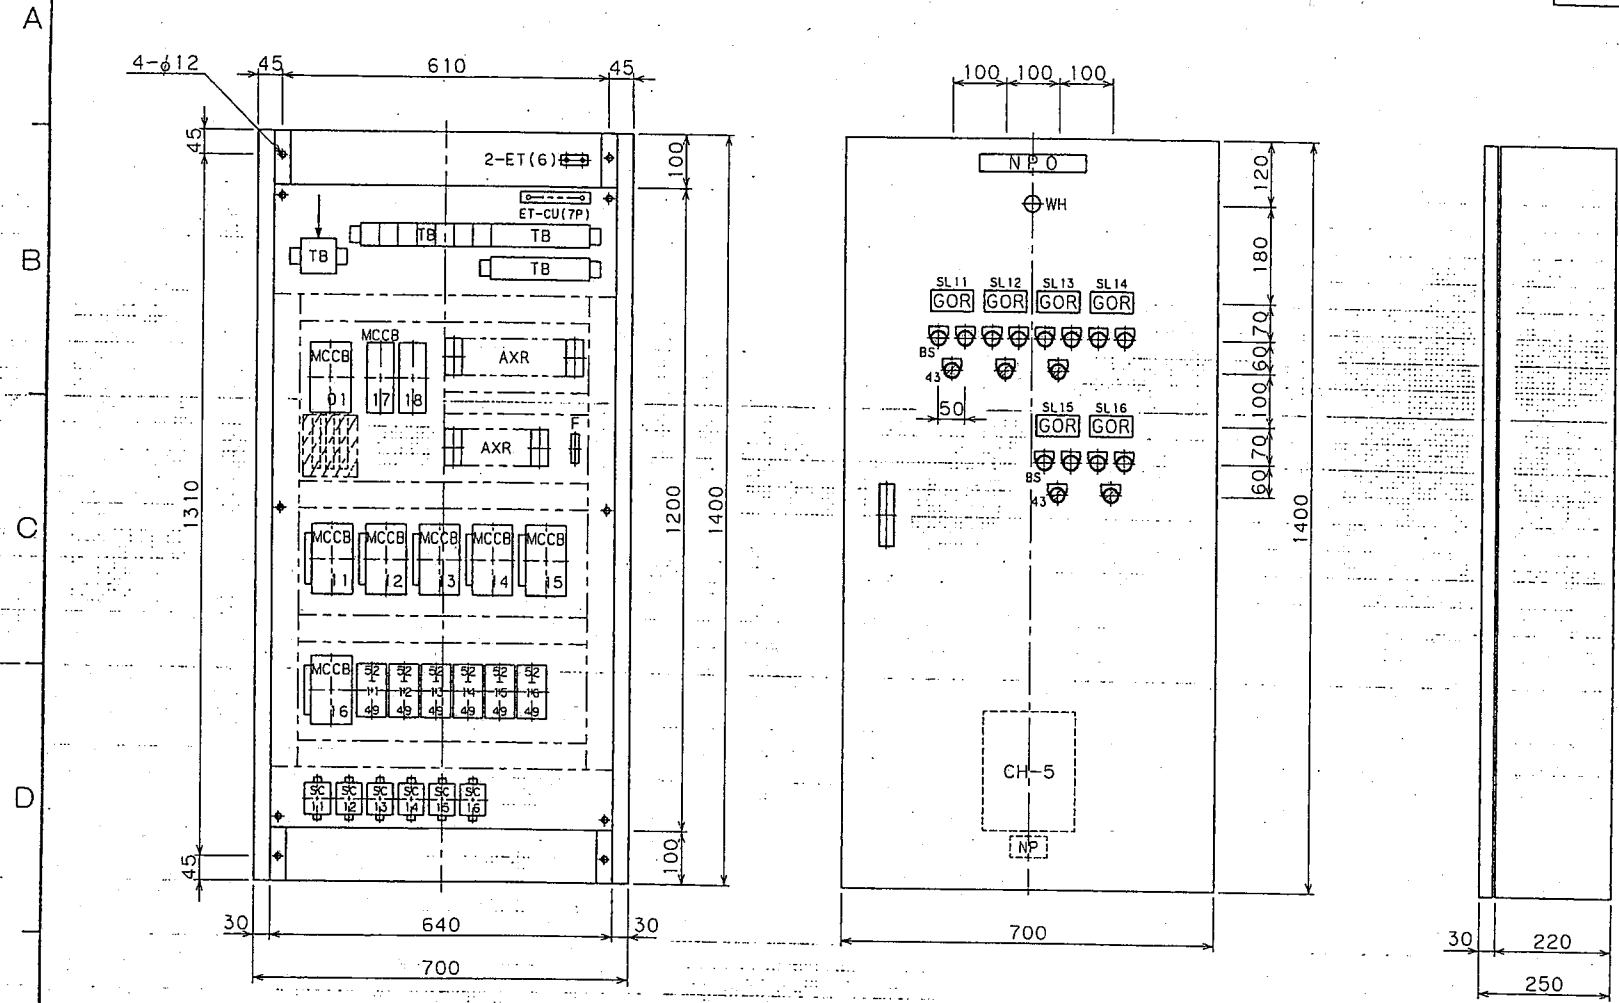 A
B
C
D
4-φ12
45
610
45
45
1310
45
100
1200
1400
100
2-ET(6)
ET-CU(7P)
TB
TB
TB
TB
MCCB
01
MCCB
17
18
AXR
AXR
F
MCCB
11
MCCB
12
MCCB
13
MCCB
14
MCCB
15
MCCB
16
52
11
49
52
12
49
52
13
49
52
14
49
52
15
49
52
16
49
SC
11
SC
12
SC
13
SC
14
SC
15
SC
16
30
640
30
700
100
100
100
NPO
WH
SL11
SL12
SL13
SL14
GOR
GOR
GOR
GOR
BS
43
50
SL15
SL16
GOR
GOR
BS
43
120
180
70
60
100
70
60
1400
CH-5
NP
700
30
220
250